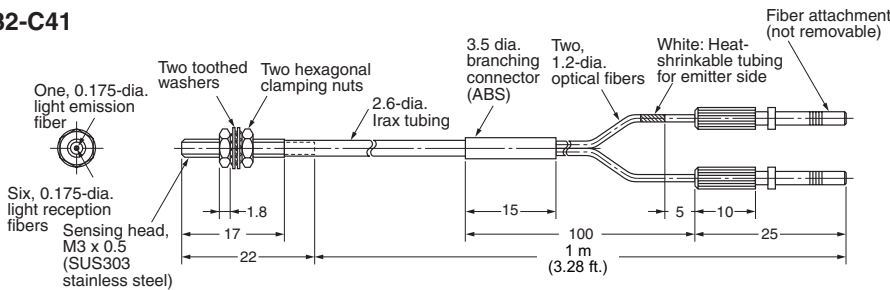 32-C41
Fiber attachment
(not removable)
3.5 dia.
branching
connector
(ABS)
Two,
1.2-dia.
optical fibers
White: Heat-
shrinkable tubing
for emitter side
Two toothed
washers
Two hexagonal
clamping nuts
One, 0.175-dia.
light emission
fiber
2.6-dia.
Irax tubing
Six, 0.175-dia.
light reception
fibers
Sensing head,
M3 x 0.5
(SUS303
stainless steel)
1.8
15
5
10
17
100
25
22
1 m
(3.28 ft.)